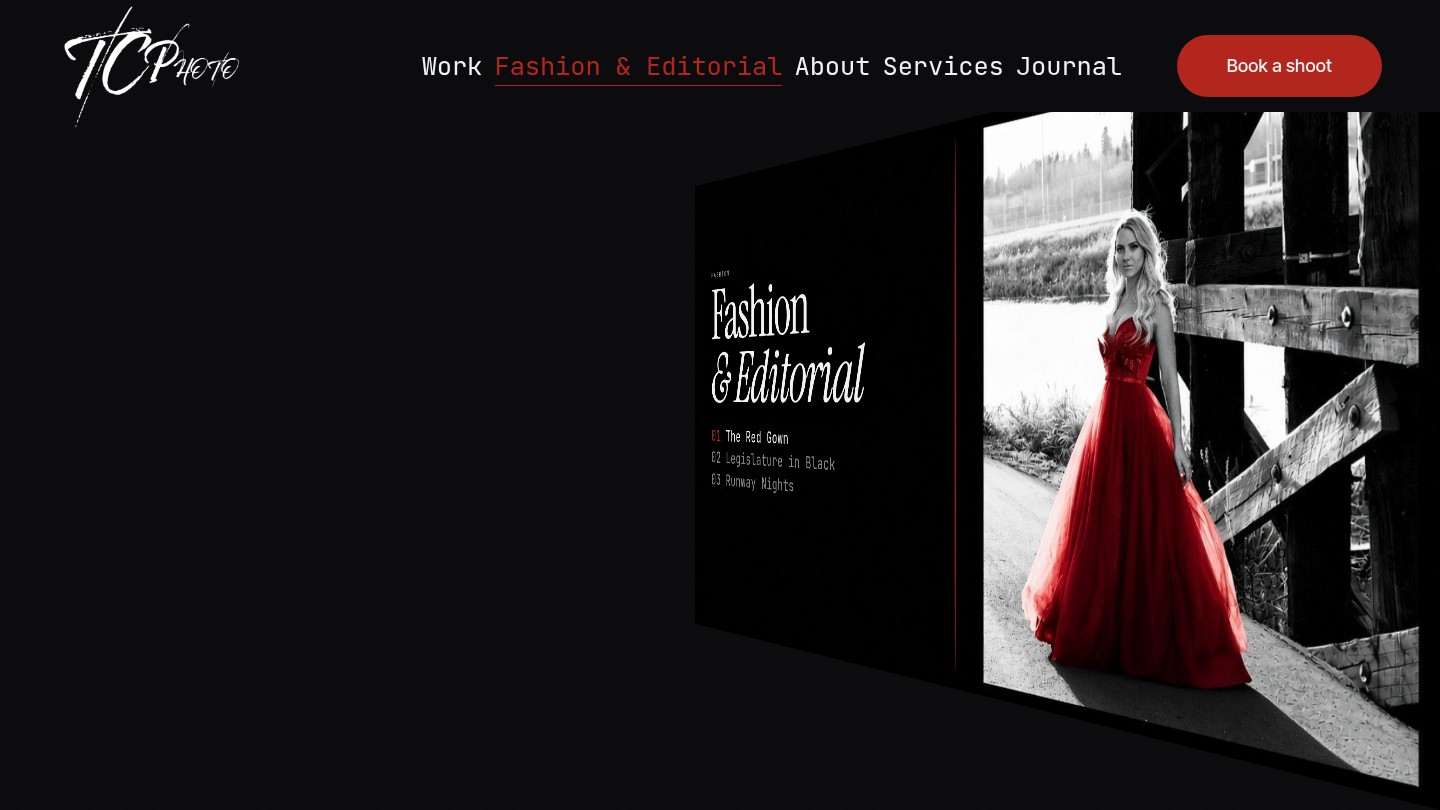 TCPHOTO
Work Fashion & Editorial About Services Journal
Book a shoot
FASHION
Fashion
& Editorial
01 The Red Gown
02 Legislature in Black
03 Runway Nights